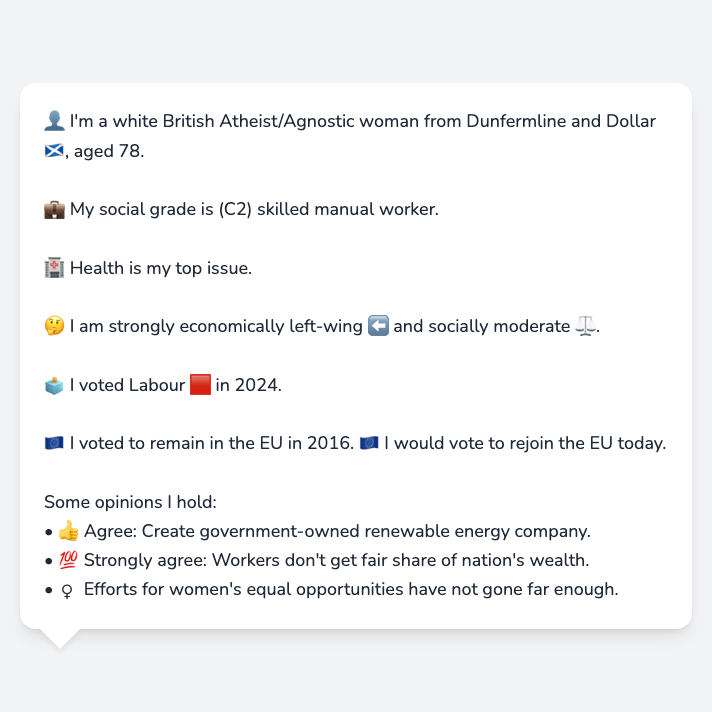 👤 I'm a white British Atheist/Agnostic woman from Dunfermline and Dollar
🏴󠁧󠁢󠁳󠁣󠁴󠁿, aged 78.
💼 My social grade is (C2) skilled manual worker.
🏥 Health is my top issue.
🤔 I am strongly economically left-wing ⬅️ and socially moderate ⚖️.
🗳️ I voted Labour 🟥 in 2024.
🇪🇺 I voted to remain in the EU in 2016. 🇪🇺 I would vote to rejoin the EU today.
Some opinions I hold:
• 👍 Agree: Create government-owned renewable energy company.
• 💯 Strongly agree: Workers don't get fair share of nation's wealth.
• ♀ Efforts for women's equal opportunities have not gone far enough.